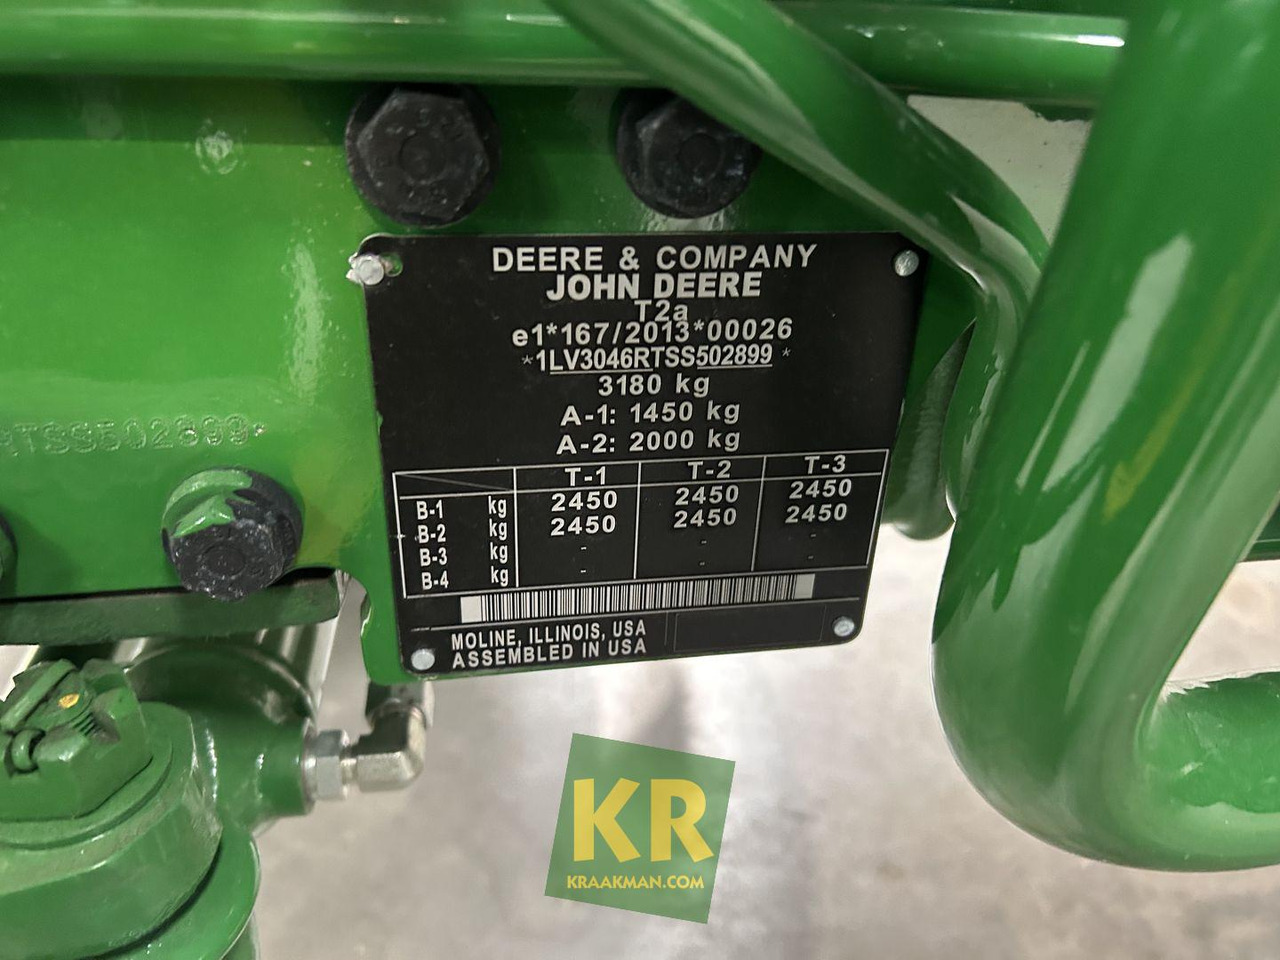 DEERE & COMPANY
JOHN DEERE
T2a
e1*167/2013*00026
*1LV3046RTSS502899 *
3180 kg
A-1: 1450 kg
A-2: 2000 kg
T-1 T-2 T-3
B-1 kg 2450 2450 2450
B-2 kg 2450 2450 2450
B-3 kg - - -
B-4 kg - - -
MOLINE, ILLINOIS, USA
ASSEMBLED IN USA
RTSS502899*
KR
KRAAKMAN.COM